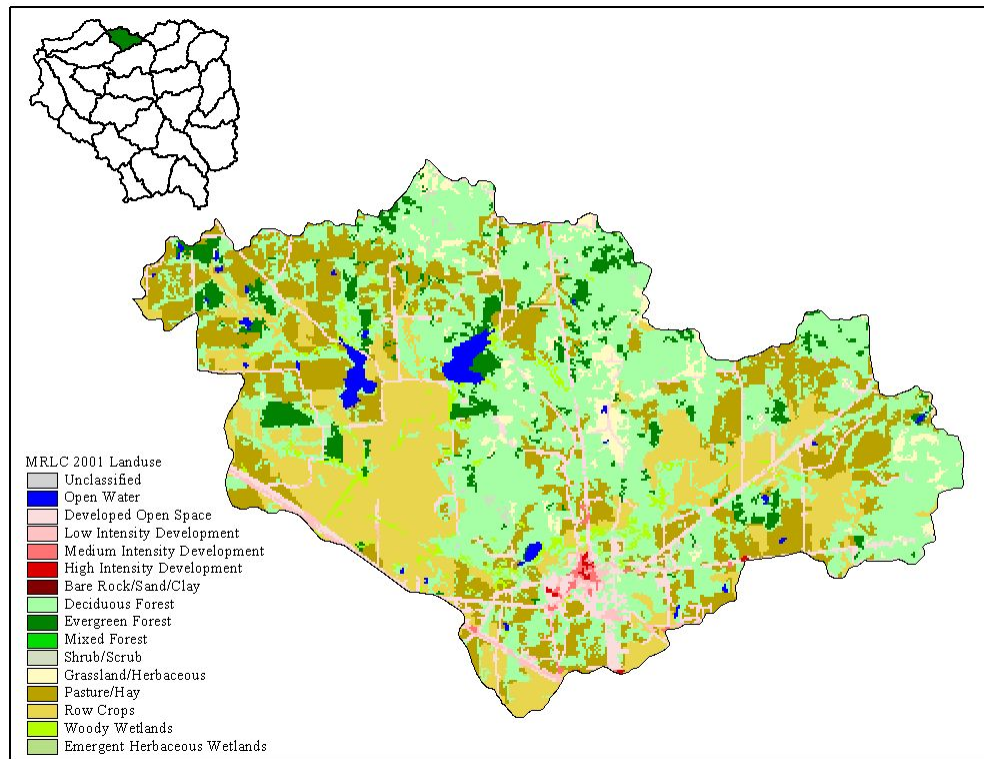 MRLC 2001 Landuse
Unclassified
Open Water
Developed Open Space
Low Intensity Development
Medium Intensity Development
High Intensity Development
Bare Rock/Sand/Clay
Deciduous Forest
Evergreen Forest
Mixed Forest
Shrub/Scrub
Grassland/Herbaceous
Pasture/Hay
Row Crops
Woody Wetlands
Emergent Herbaceous Wetlands